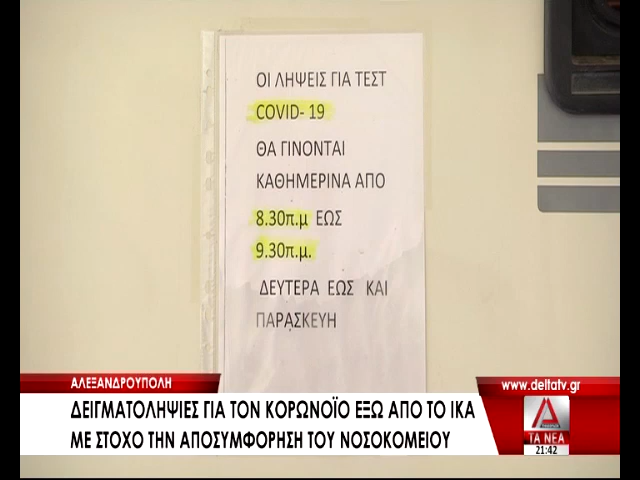 ΟΙ ΛΗΨΕΙΣ ΓΙΑ ΤΕΣΤ
COVID- 19
ΘΑ ΓΙΝΟΝΤΑΙ
ΚΑΘΗΜΕΡΙΝΑ ΑΠΟ
8.30π.μ ΕΩΣ
9.30π.μ.
ΔΕΥΤΕΡΑ ΕΩΣ ΚΑΙ
ΠΑΡΑΣΚΕΥΗ
ΑΛΕΞΑΝΔΡΟΥΠΟΛΗ
www.deltatv.gr
ΔΕΙΓΜΑΤΟΛΗΨΙΕΣ ΓΙΑ ΤΟΝ ΚΟΡΩΝΟΪΟ ΕΞΩ ΑΠΟ ΤΟ ΙΚΑ
ΜΕ ΣΤΟΧΟ ΤΗΝ ΑΠΟΣΥΜΦΟΡΗΣΗ ΤΟΥ ΝΟΣΟΚΟΜΕΙΟΥ
ΤΑ ΝΕΑ
21:42